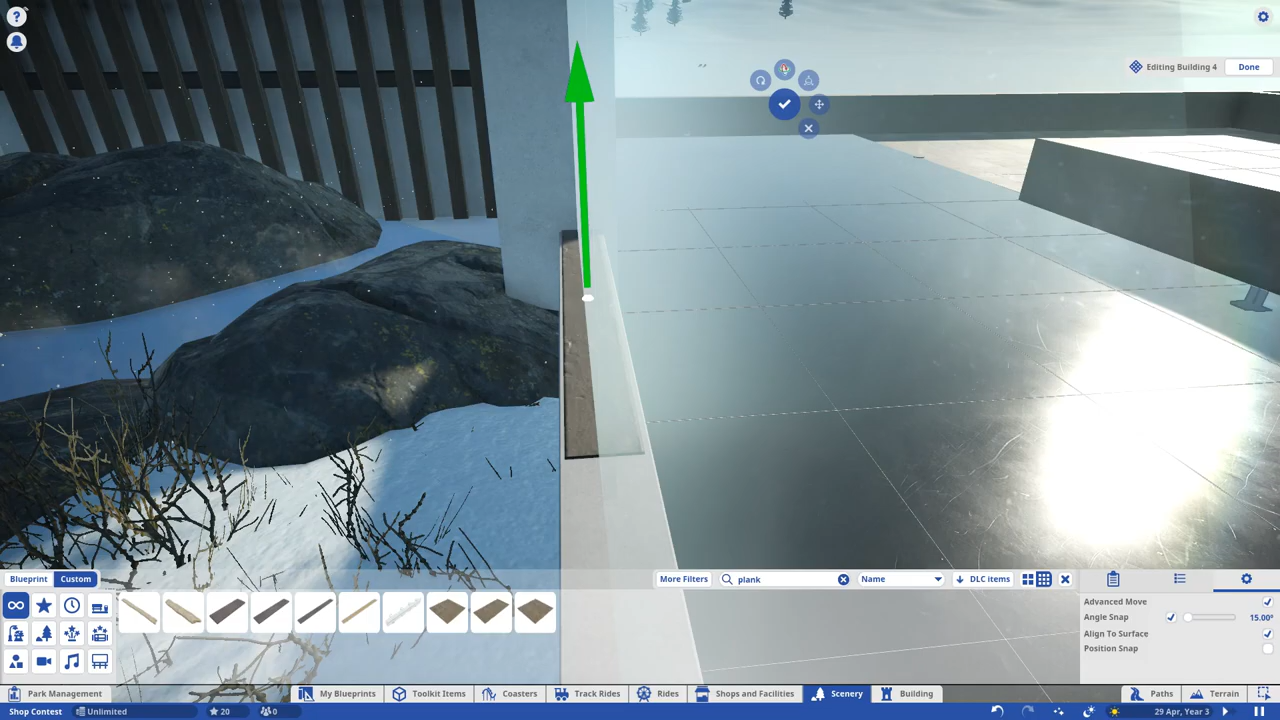 ?
Editing Building 4 Done
Blueprint Custom
More Filters plank Name DLC items
Advanced Move
Angle Snap 15.00°
Align To Surface
Position Snap
Park Management My Blueprints Toolkit Items Coasters Track Rides Rides Shops and Facilities Scenery Building Paths Terrain
Shop Contest Unlimited 20 0 29 Apr, Year 3